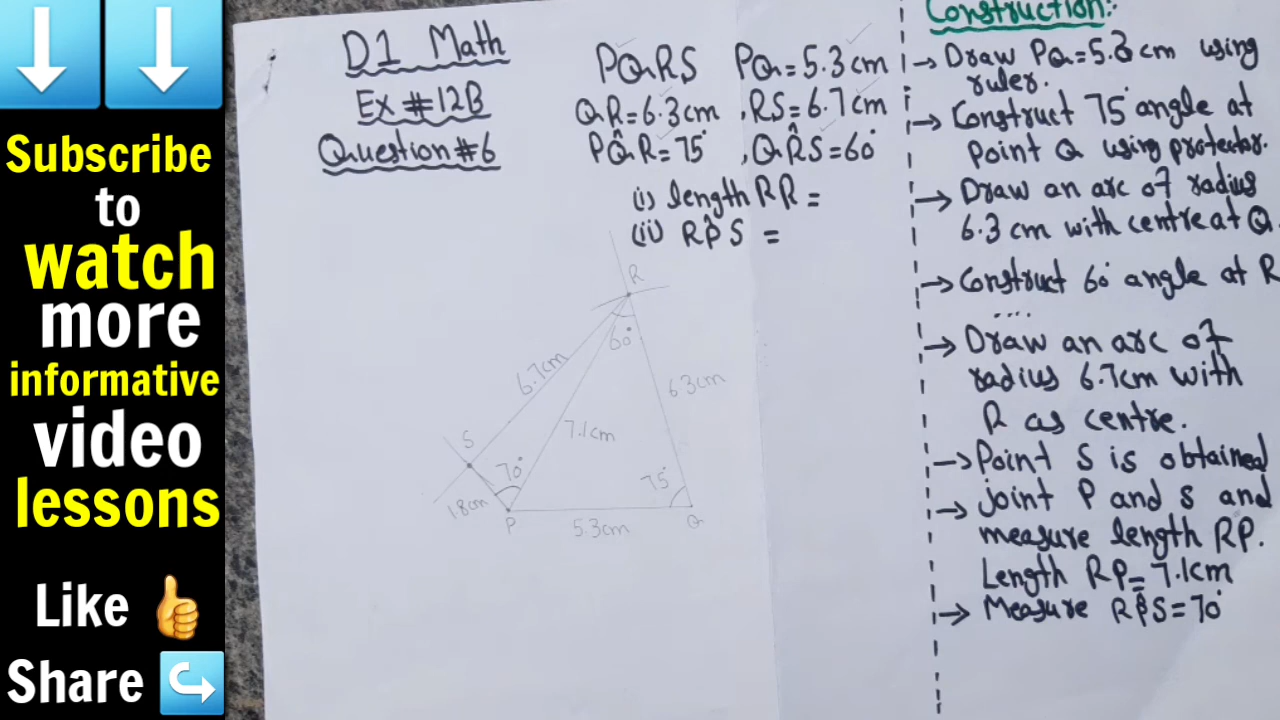 Subscribe
to
watch
more
informative
video
lessons
Like
Share
D1 Math
Ex # 12B
Question # 6
PQRS PQ = 5.3 cm
QR = 6.3 cm , RS = 6.7 cm
PQ̂R = 75° , QR̂S = 60°
(i) length RR =
(ii) RP̂S =
R
60°
6.7cm
6.3cm
7.1cm
S
70°
75°
1.8cm
P
Q
5.3cm
Construction:-
→ Draw PQ = 5.3 cm using
ruler.
→ Construct 75° angle at
point Q using protector.
→ Draw an arc of radius
6.3 cm with centre at Q.
→ Construct 60° angle at R
....
→ Draw an arc of
radius 6.7cm with
R as centre.
→ Point S is obtained
→ joint P and S and
measure length RP.
Length RP = 7.1cm
→ Measure RP̂S = 70°